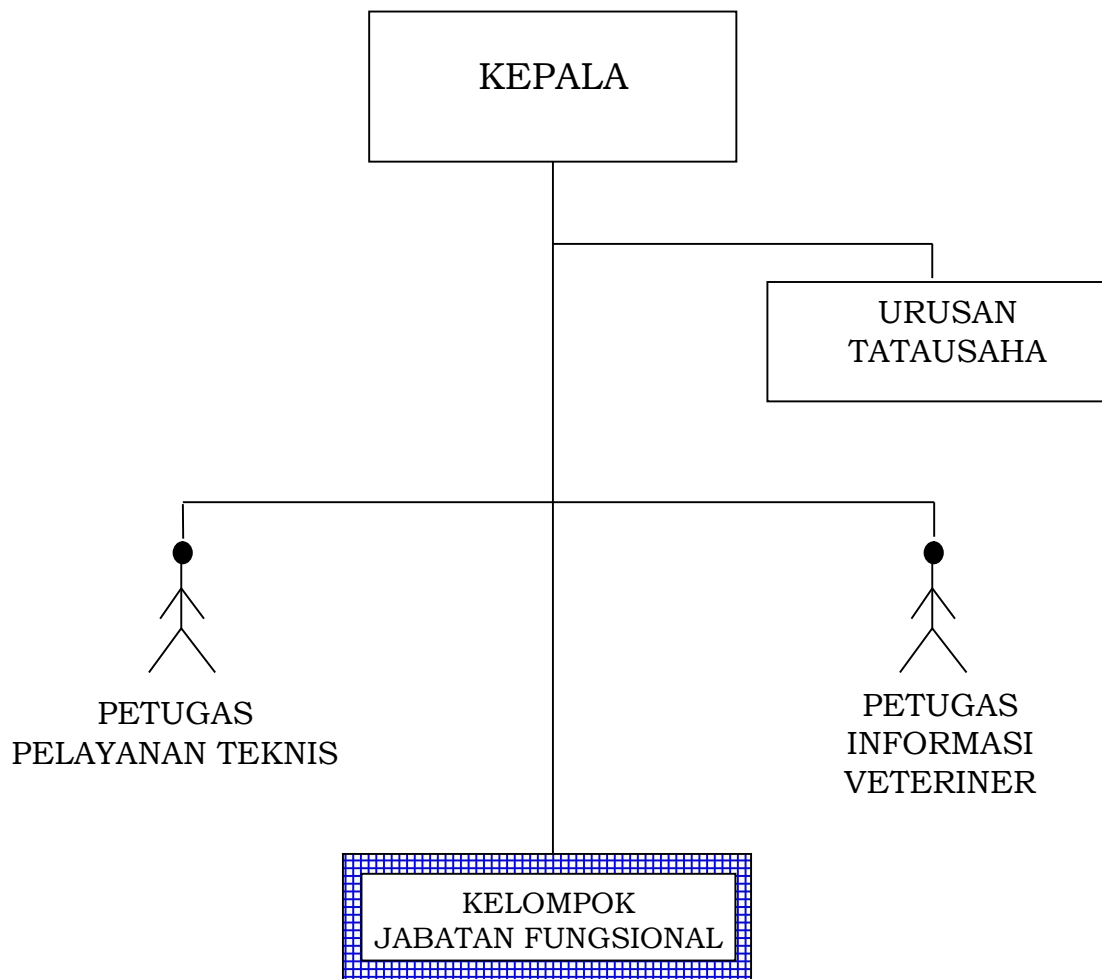 KEPALA
URUSAN
TATAUSAHA
PETUGAS
PELAYANAN TEKNIS
PETUGAS
INFORMASI
VETERINER
KELOMPOK
JABATAN FUNGSIONAL